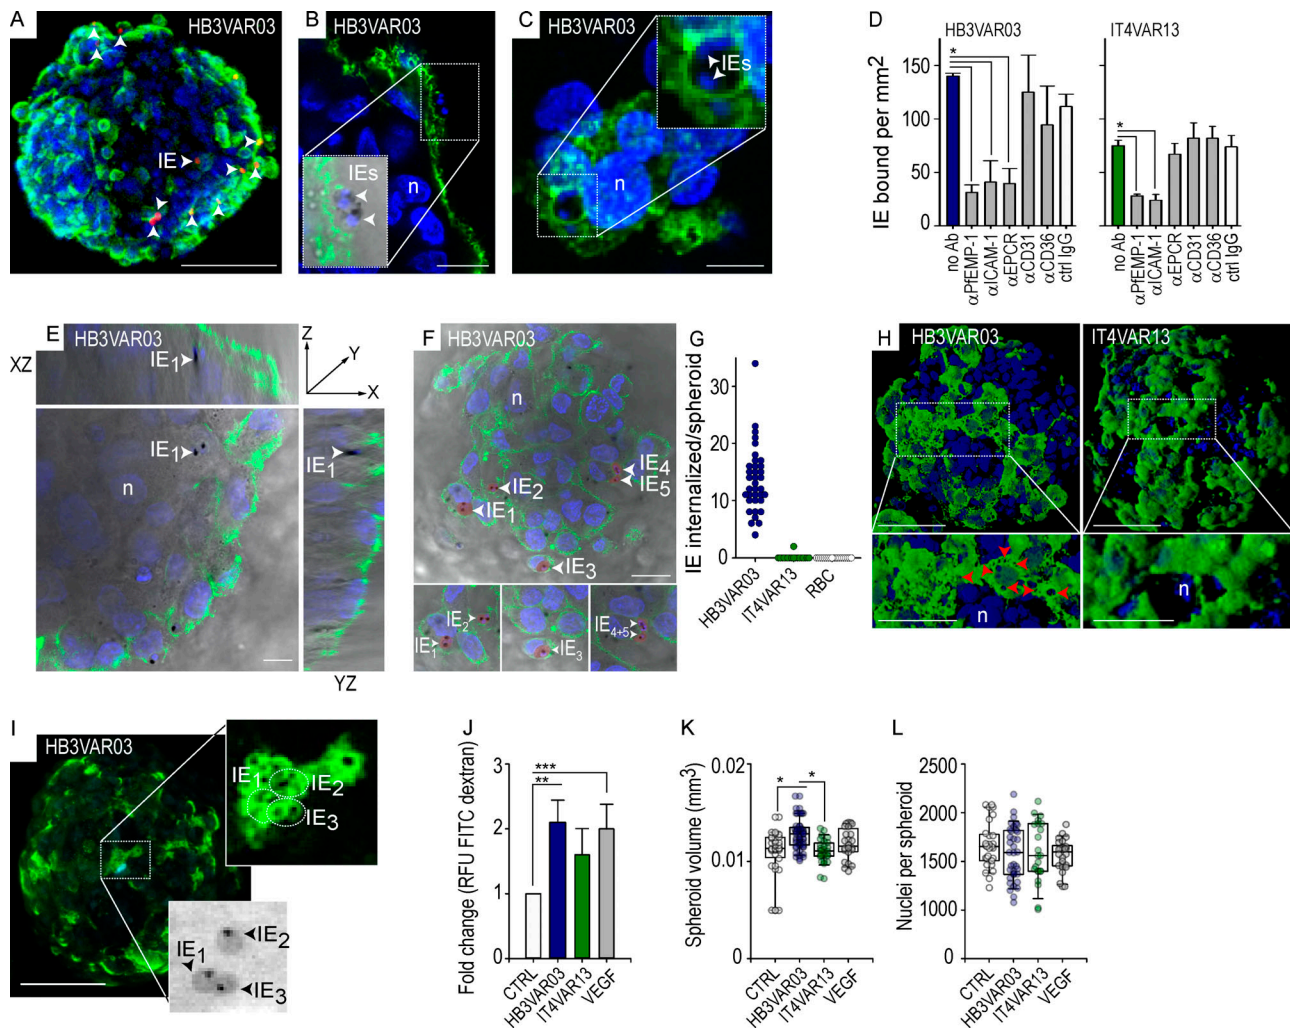 A HB3VAR03
IE
B HB3VAR03
IEs
n
C HB3VAR03
IEs
n
D
HB3VAR03
IT4VAR13
IE bound per mm2
150
100
50
0
*
*
*
no Ab
αPfEMP-1
αICAM-1
αEPCR
αCD31
αCD36
ctrl IgG
no Ab
αPfEMP-1
αICAM-1
αEPCR
αCD31
αCD36
ctrl IgG
E HB3VAR03
XZ
IE1
Z
Y
X
IE1
n
IE1
YZ
F HB3VAR03
n
IE4
IE5
IE2
IE1
IE3
IE2
IE1
IE3
IE4+5
G
IE internalized/spheroid
30
20
10
0
HB3VAR03
IT4VAR13
RBC
H HB3VAR03
IT4VAR13
n
n
I HB3VAR03
IE1
IE2
IE3
IE1
IE2
IE3
J
Fold change (RFU FITC dextran)
3
2
1
0
***
**
CTRL
HB3VAR03
IT4VAR13
VEGF
K
Spheroid volume (mm3)
0.02
0.01
0
*
*
CTRL
HB3VAR03
IT4VAR13
VEGF
L
Nuclei per spheroid
2500
2000
1500
1000
0
CTRL
HB3VAR03
IT4VAR13
VEGF